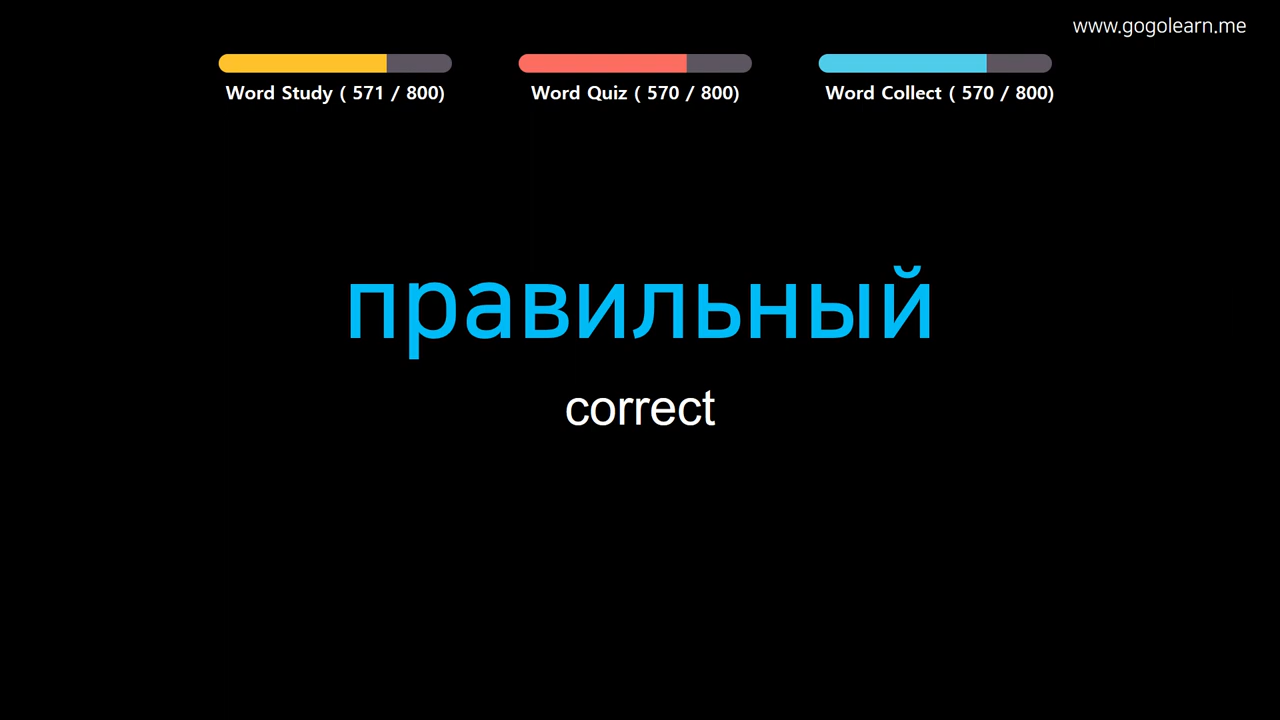 www.gogolearn.me
Word Study ( 571 / 800)
Word Quiz ( 570 / 800)
Word Collect ( 570 / 800)
правильный
correct